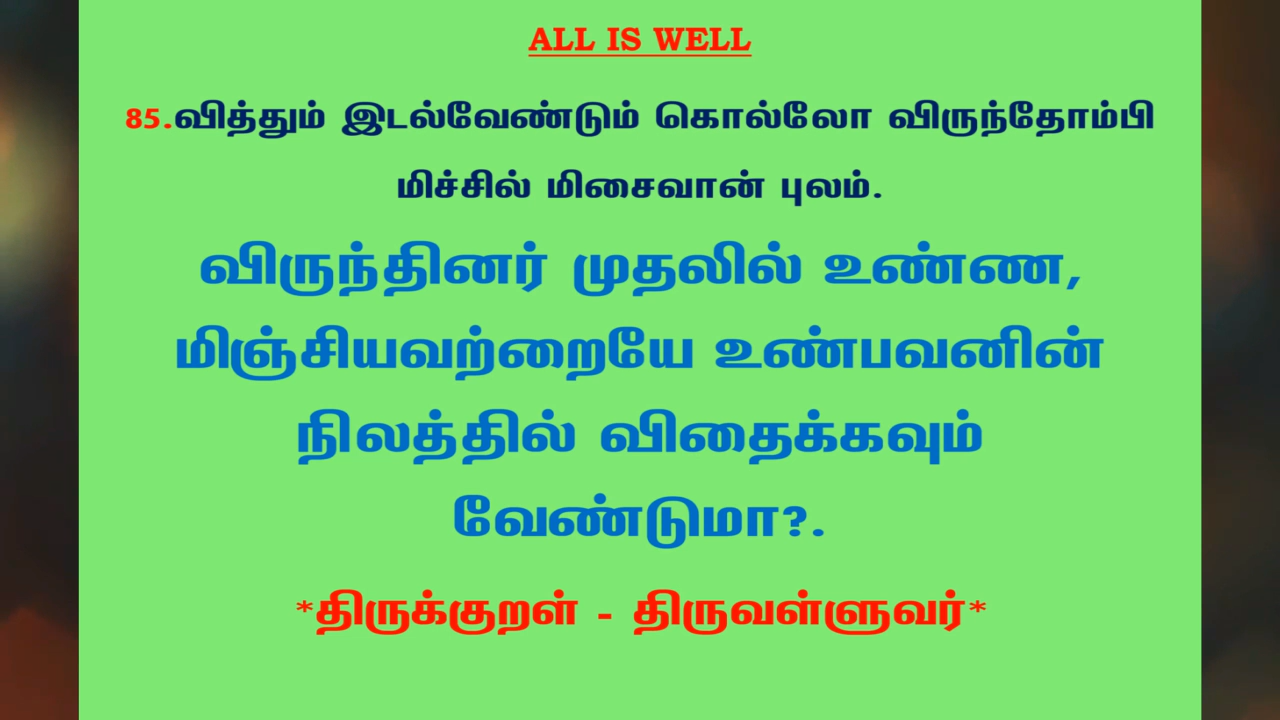 ALL IS WELL
85.வித்தும் இடல்வேண்டும் கொல்லோ விருந்தோம்பி
மிச்சில் மிசைவான் புலம்.
விருந்தினர் முதலில் உண்ண,
மிஞ்சியவற்றையே உண்பவனின்
நிலத்தில் விதைக்கவும்
வேண்டுமா?.
*திருக்குறள் - திருவள்ளுவர்*